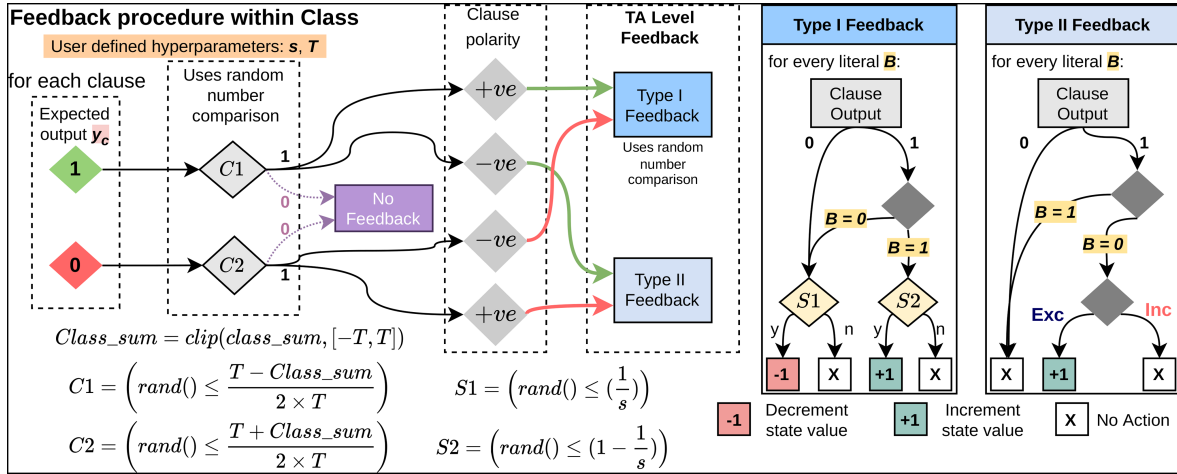 Feedback procedure within Class
User defined hyperparameters: s, T
for each clause
Expected
output y_c
1
0
Uses random
number
comparison
C1
C2
1
0
0
1
No
Feedback
Clause
polarity
+ve
−ve
−ve
+ve
TA Level
Feedback
Type I
Feedback
Uses random
number
comparison
Type II
Feedback
Class_sum = clip(class_sum, [−T, T])
C1 = (rand() ≤ (T − Class_sum)/(2 × T))
C2 = (rand() ≤ (T + Class_sum)/(2 × T))
S1 = (rand() ≤ (1/s))
S2 = (rand() ≤ (1 − 1/s))
Type I Feedback
for every literal B:
Clause
Output
0
1
B = 0
B = 1
S1
S2
y
n
y
n
-1
X
+1
X
Type II Feedback
for every literal B:
Clause
Output
0
1
B = 1
B = 0
Exc
Inc
X
+1
X
-1
Decrement
state value
+1
Increment
state value
X
No Action